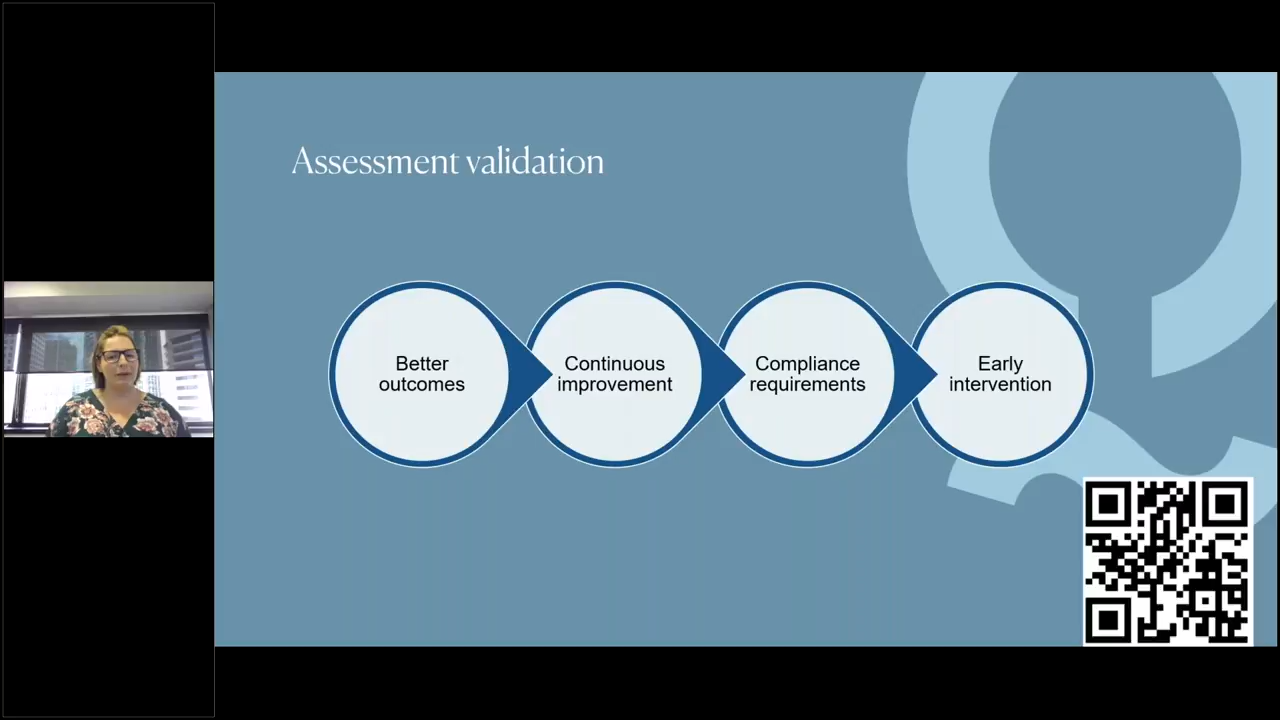 Assessment validation
Better
outcomes
Continuous
improvement
Compliance
requirements
Early
intervention